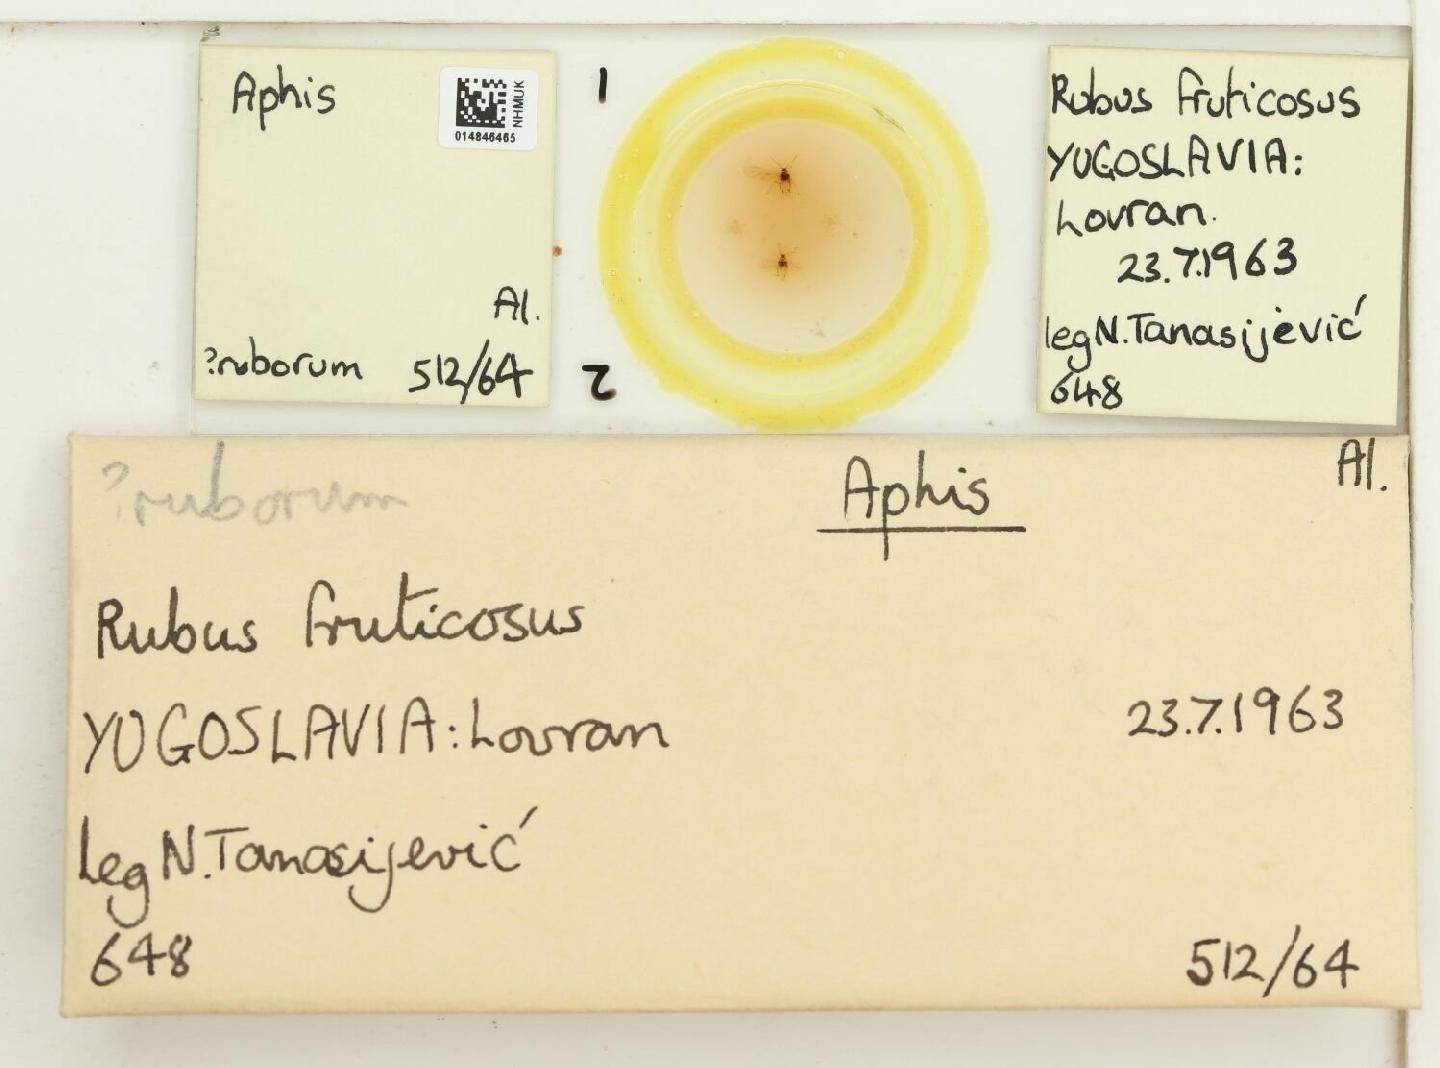 Aphis
NHMUK
014846465
Al.
?ruborum 512/64
1
2
Rubus fruticosus
YUGOSLAVIA:
Lovran.
23.7.1963
leg N. Tanasijević
648
?ruborum Aphis Al.
Rubus fruticosus
YUGOSLAVIA: Lovran 23.7.1963
Leg N. Tanasijević
648 512/64